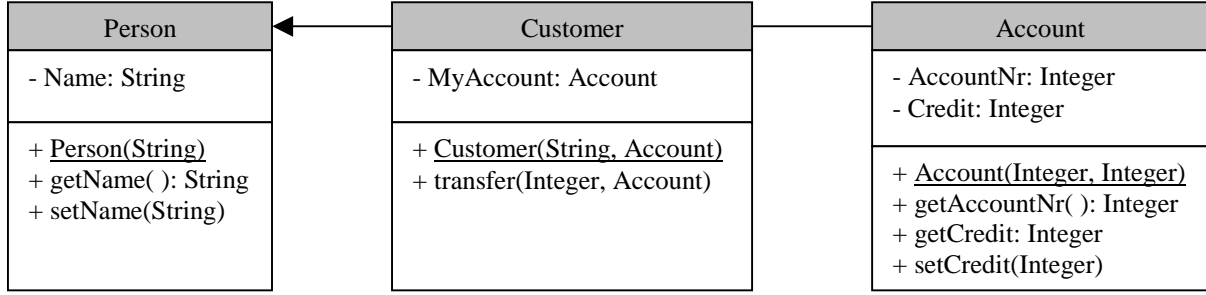 Person
- Name: String
+ Person(String)
+ getName( ): String
+ setName(String)
Customer
- MyAccount: Account
+ Customer(String, Account)
+ transfer(Integer, Account)
Account
- AccountNr: Integer
- Credit: Integer
+ Account(Integer, Integer)
+ getAccountNr( ): Integer
+ getCredit: Integer
+ setCredit(Integer)